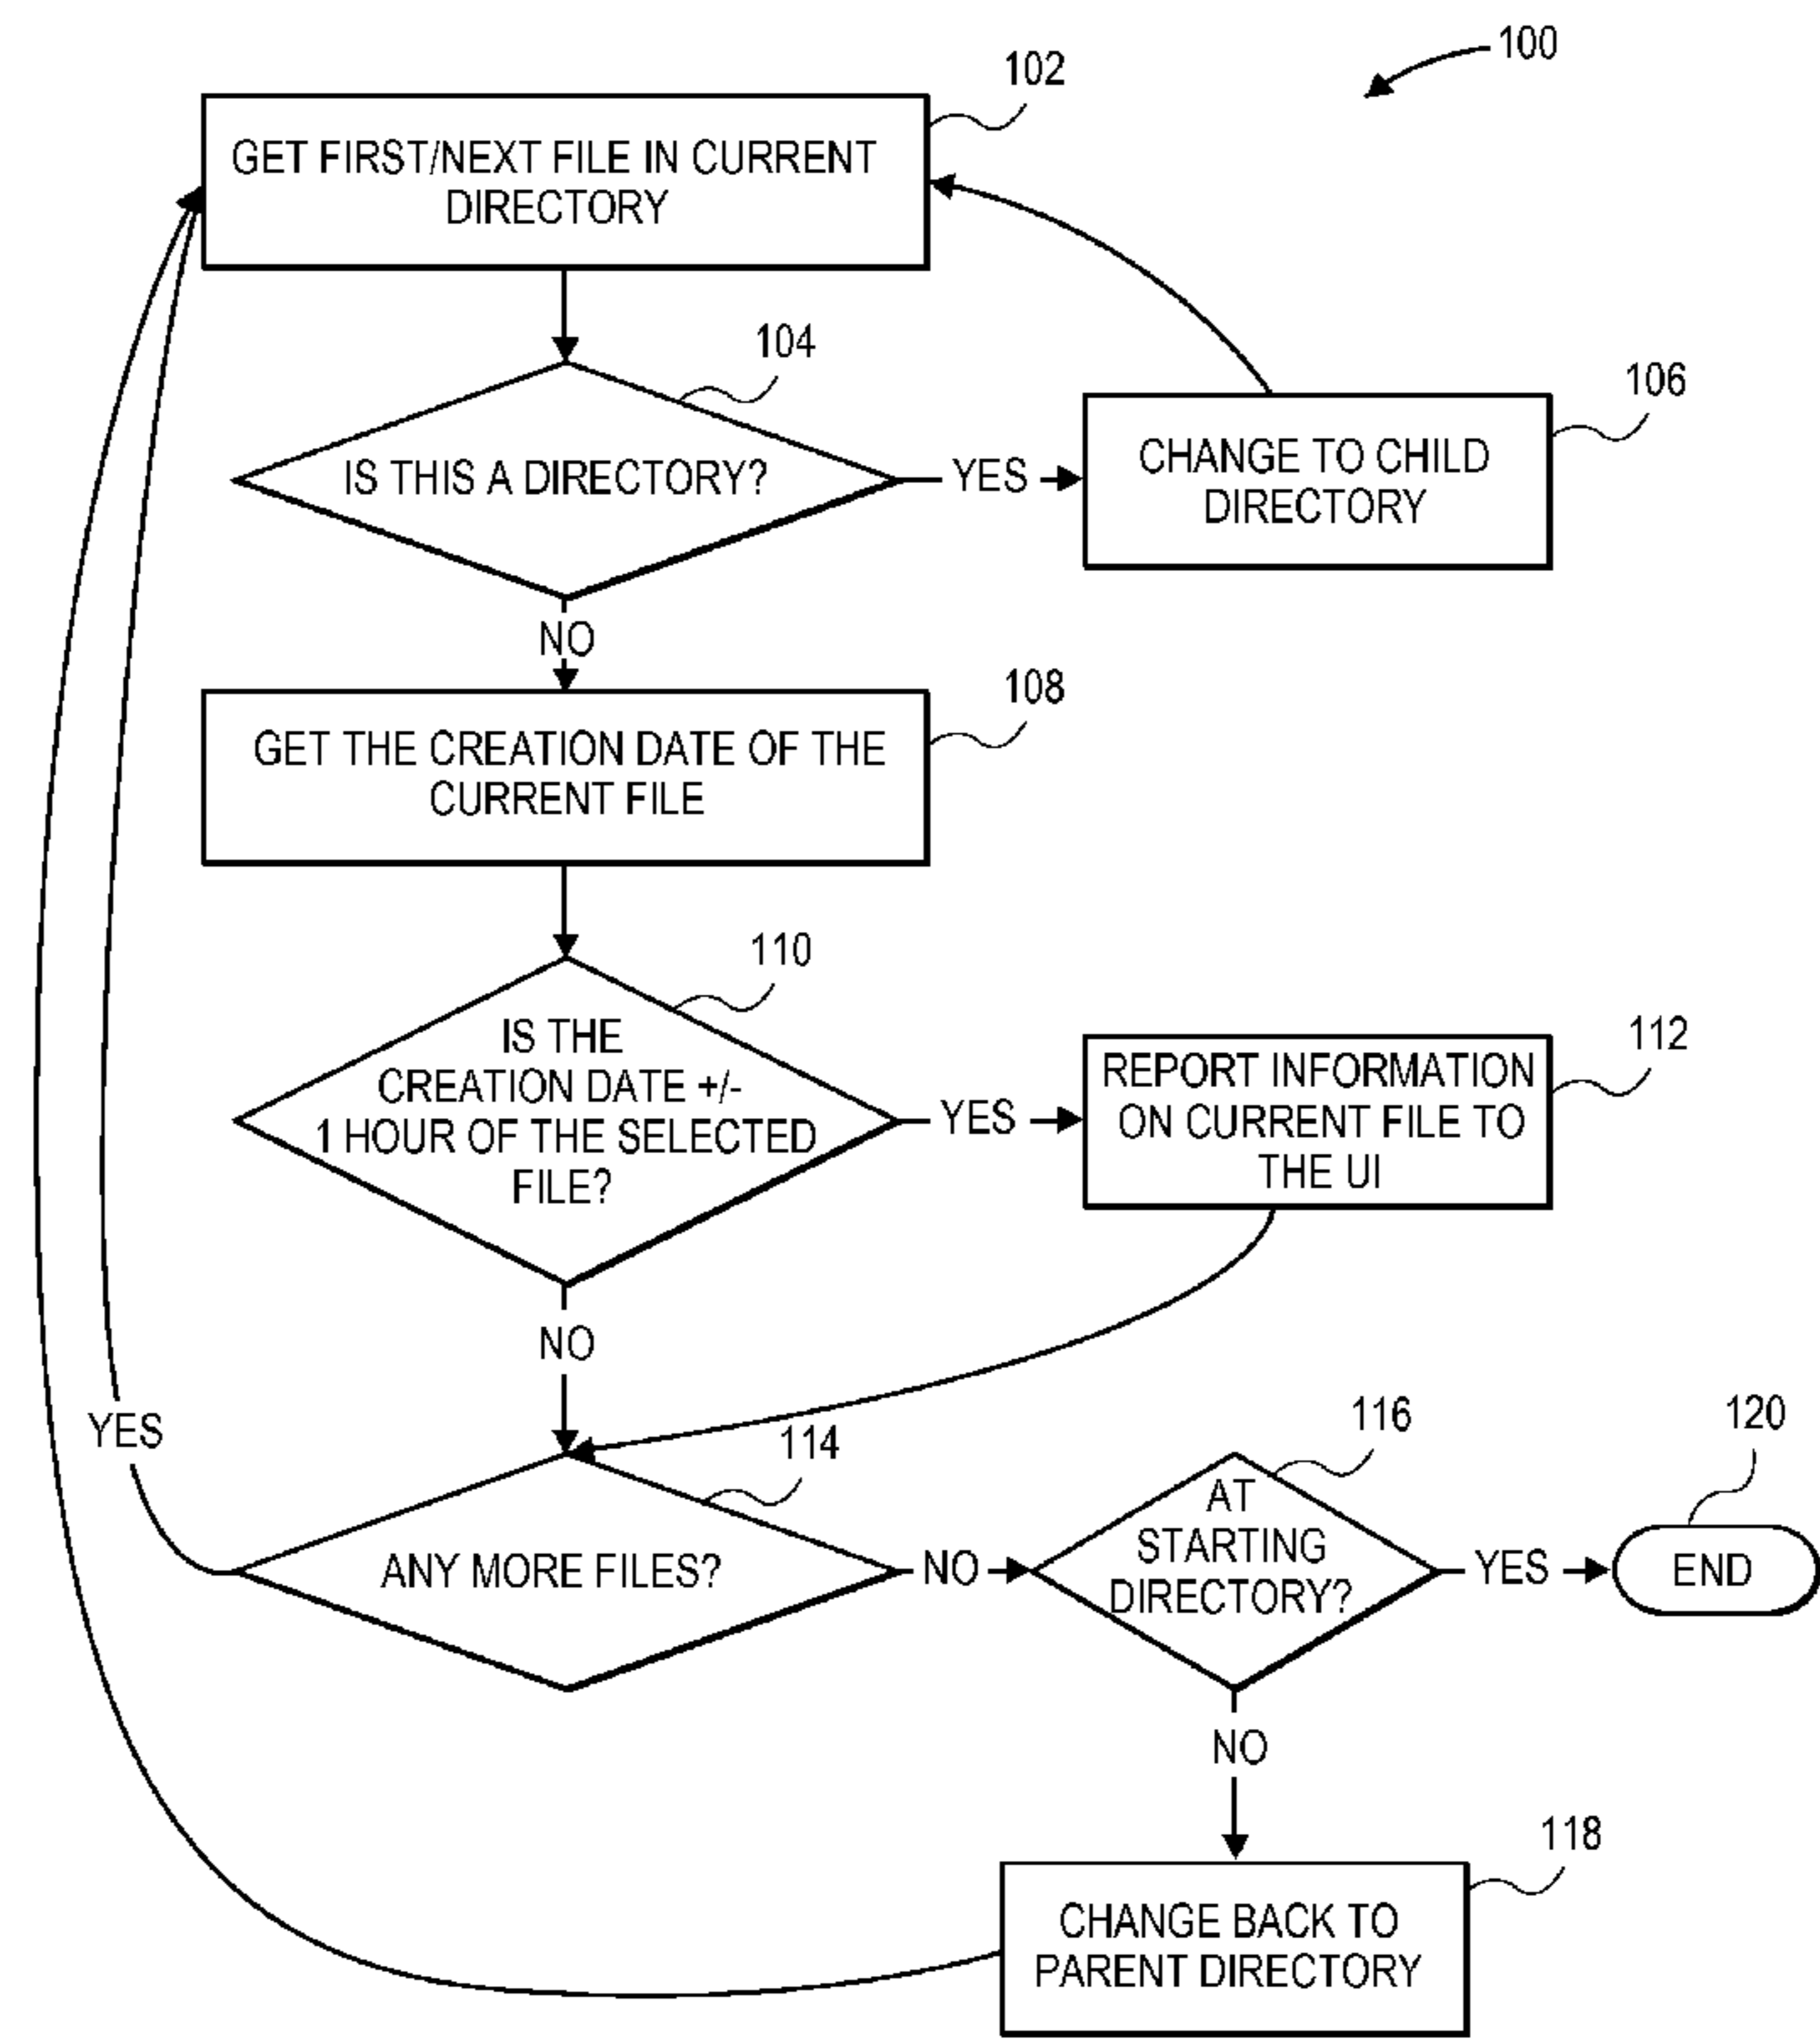 100
102
GET FIRST/NEXT FILE IN CURRENT
DIRECTORY
104
IS THIS A DIRECTORY?
YES
106
CHANGE TO CHILD
DIRECTORY
NO
108
GET THE CREATION DATE OF THE
CURRENT FILE
110
IS THE
CREATION DATE +/-
1 HOUR OF THE SELECTED
FILE?
YES
112
REPORT INFORMATION
ON CURRENT FILE TO
THE UI
NO
YES
114
ANY MORE FILES?
NO
116
AT
STARTING
DIRECTORY?
YES
120
END
NO
118
CHANGE BACK TO
PARENT DIRECTORY